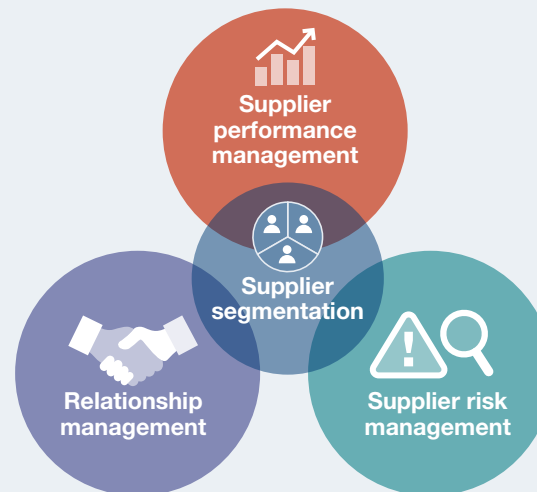 Supplier
performance
management
Supplier
segmentation
Relationship
management
Supplier risk
management